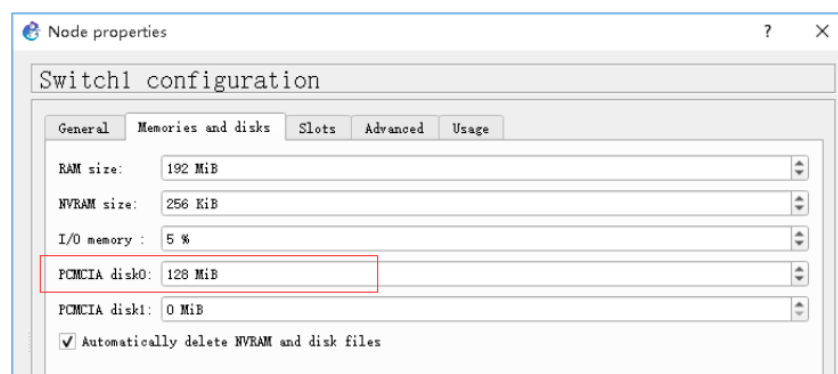 Node properties
Switch1 configuration
General Memories and disks Slots Advanced Usage
RAM size: 192 MiB
NVRAM size: 256 KiB
I/O memory : 5 %
PCMCIA disk0: 128 MiB
PCMCIA disk1: 0 MiB
Automatically delete NVRAM and disk files